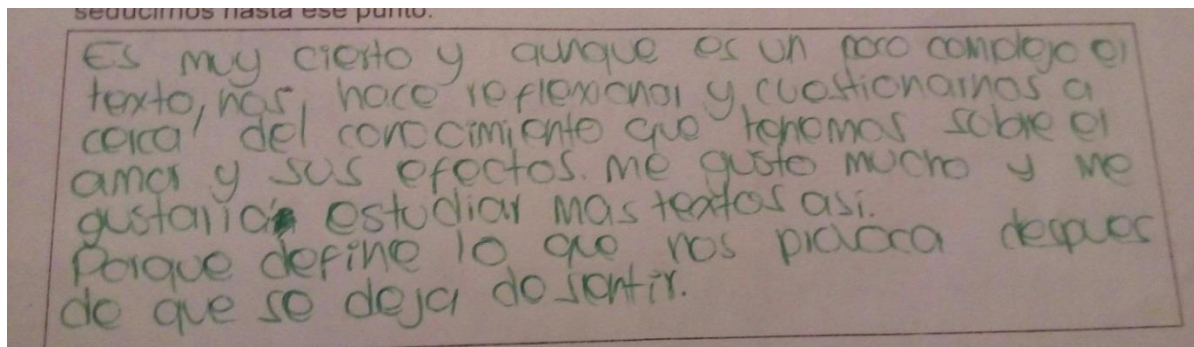 seducirnos hasta ese punto.
Es muy cierto y aunque es un poco complejo el
texto, nos, hace reflexionar y cuestionarnos a
cerca del conocimiento que tenemos sobre el
amor y sus efectos. Me gusto mucho y me
gustaria estudiar mas textos asi.
Porque define lo que nos provoca despues
de que se deja de sentir.